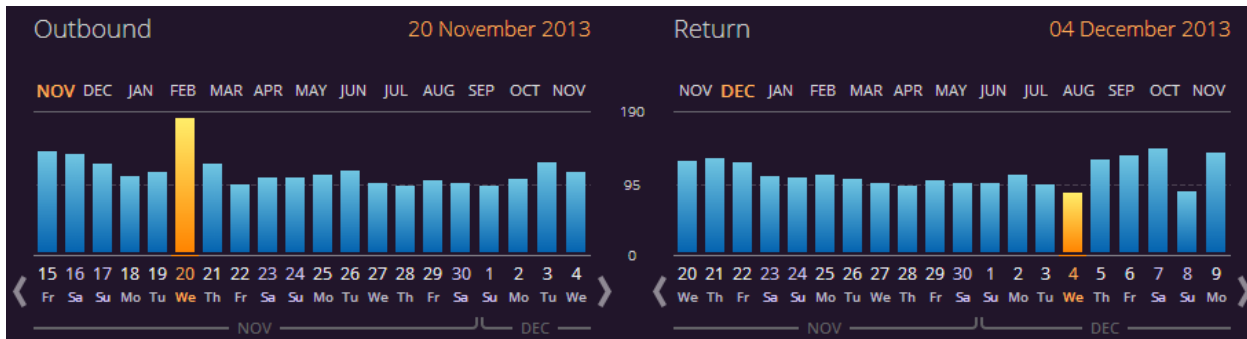 Outbound 20 November 2013
NOV DEC JAN FEB MAR APR MAY JUN JUL AUG SEP OCT NOV
15 16 17 18 19 20 21 22 23 24 25 26 27 28 29 30 1 2 3 4
Fr Sa Su Mo Tu We Th Fr Sa Su Mo Tu We Th Fr Sa Su Mo Tu We
NOV DEC
190
95
0
Return 04 December 2013
NOV DEC JAN FEB MAR APR MAY JUN JUL AUG SEP OCT NOV
20 21 22 23 24 25 26 27 28 29 30 1 2 3 4 5 6 7 8 9
We Th Fr Sa Su Mo Tu We Th Fr Sa Su Mo Tu We Th Fr Sa Su Mo
NOV DEC